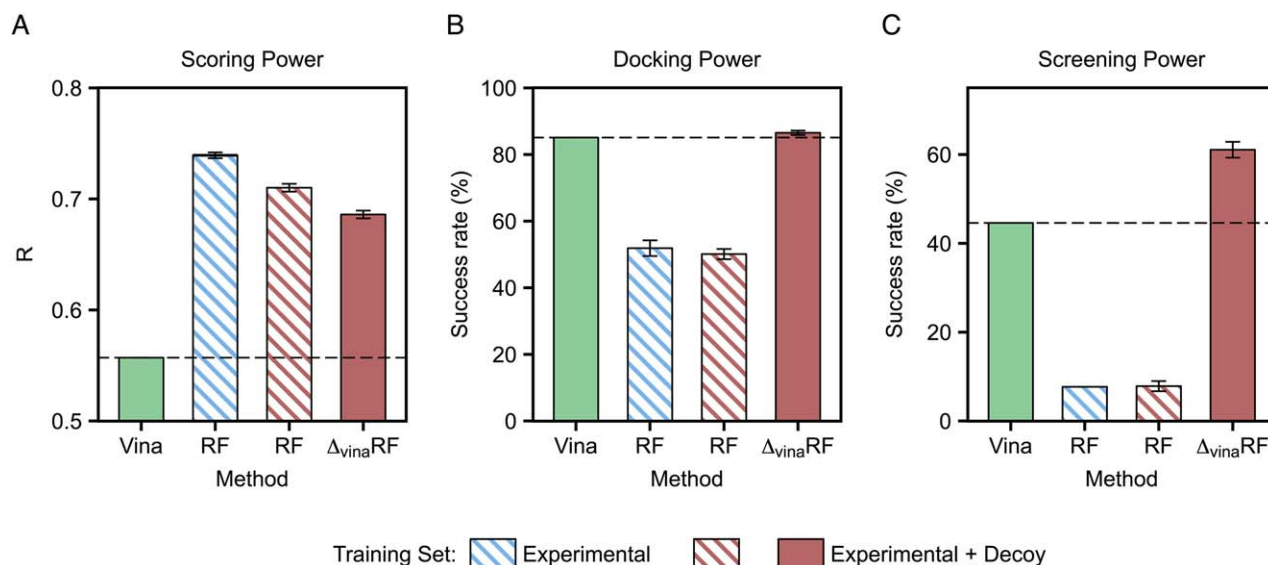 A
Scoring Power
0.8
0.7
0.6
0.5
R
Vina RF RF ΔvinaRF
Method
B
Docking Power
100
80
60
40
20
0
Success rate (%)
Vina RF RF ΔvinaRF
Method
C
Screening Power
60
40
20
0
Success rate (%)
Vina RF RF ΔvinaRF
Method
Training Set: Experimental Experimental + Decoy